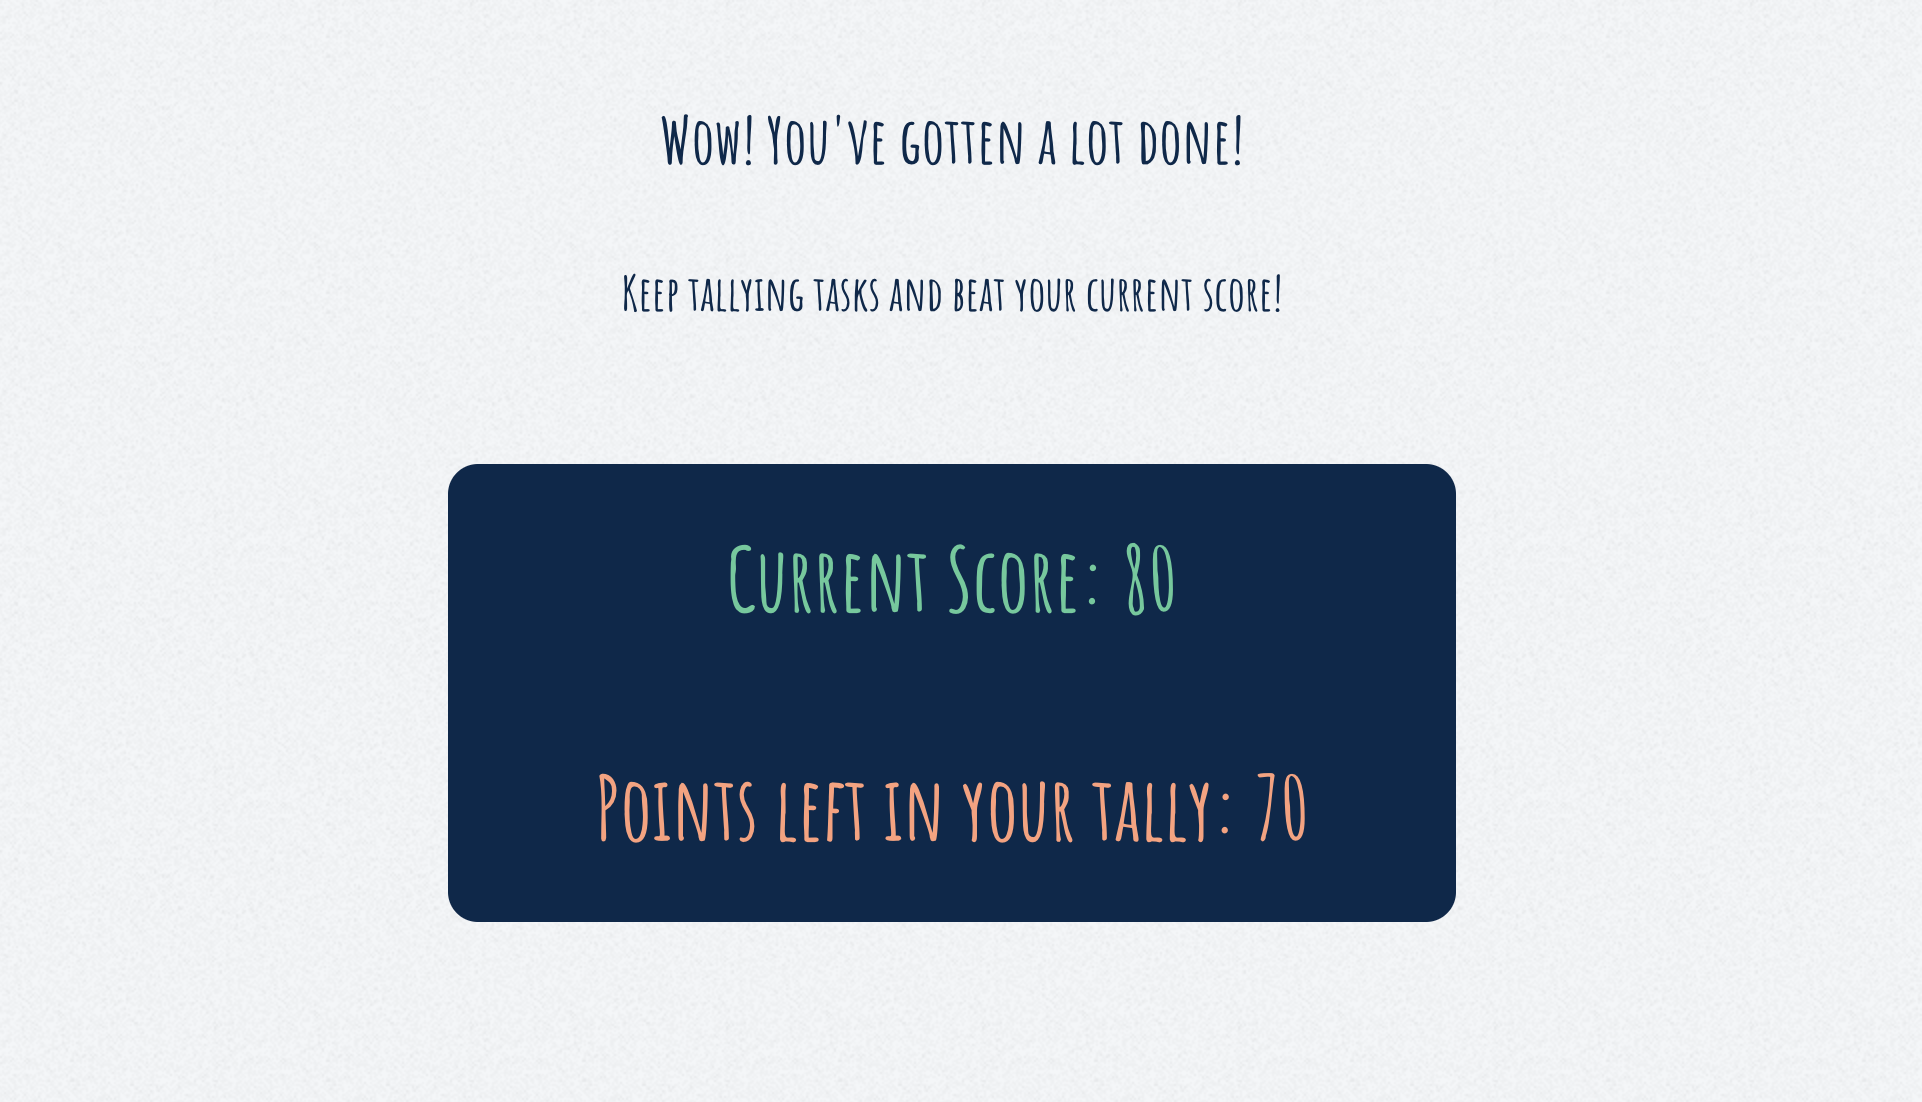 Wow! You've gotten a lot done!
Keep tallying tasks and beat your current score!
Current Score: 80
Points left in your tally: 70